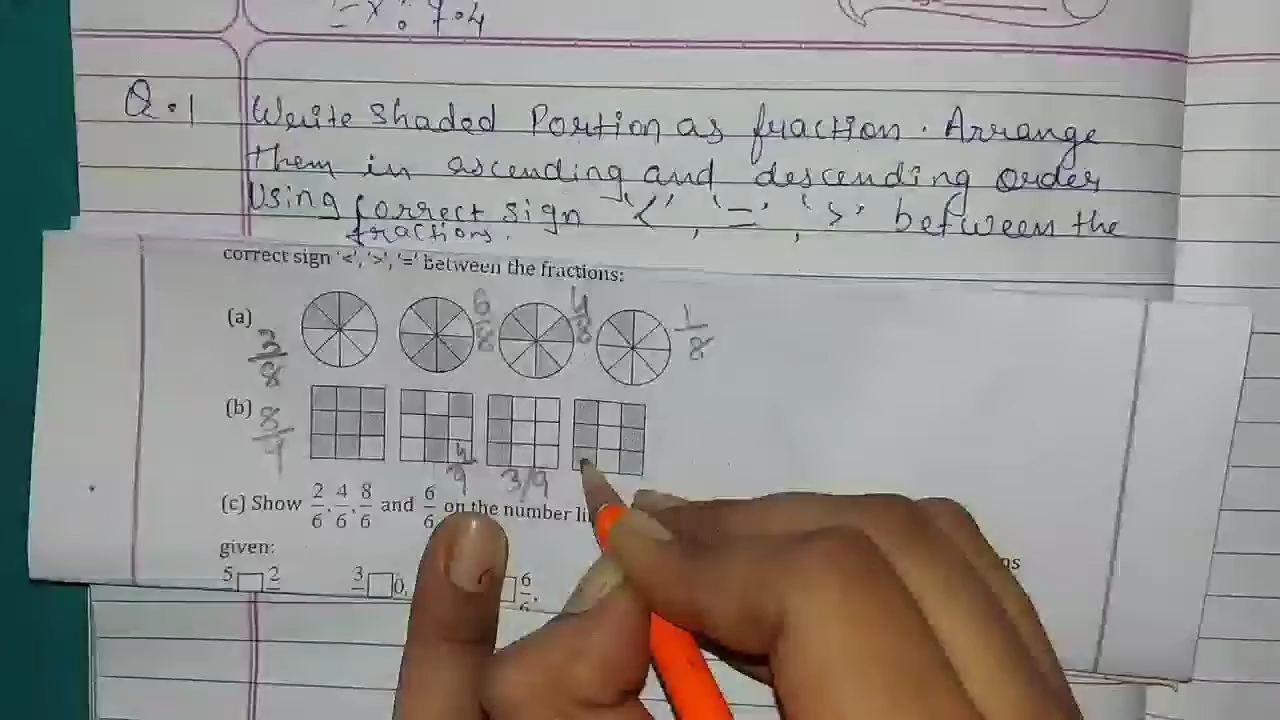 Q.1 Write shaded Portion as fraction. Arrange
them in ascending and descending order
Using correct sign '<', '=', '>' between the
fractions.
correct sign '<', '>', '=' between the fractions:
(a) 3/8 6/8 4/8 1/8
(b) 8/9 4/9 3/9
(c) Show 2/6, 4/6, 8/6 and 6/6 on the number
given:
5 □ 2 3 □ 0, □ 6/6,